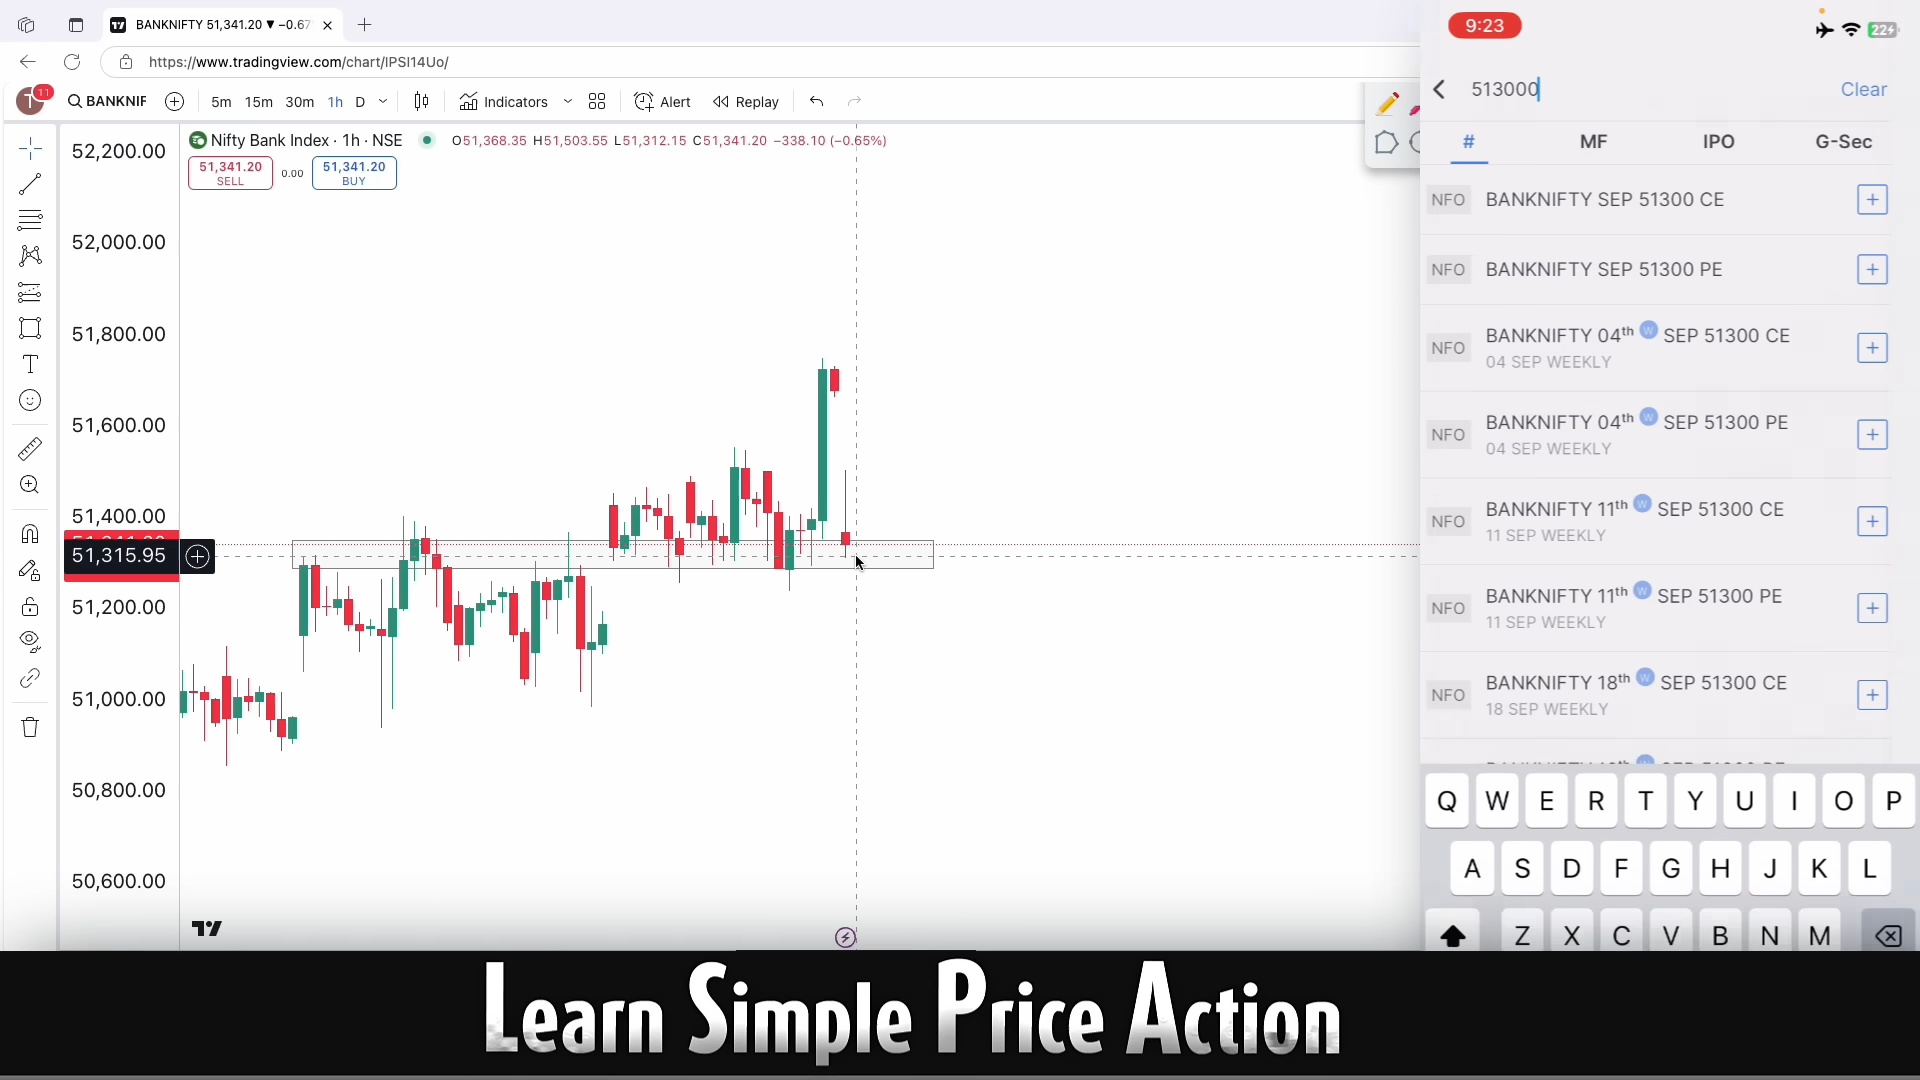 BANKNIFTY 51,341.20 ▼ −0.67
https://www.tradingview.com/chart/IPSI14Uo/
T 11 BANKNIF 5m 15m 30m 1h D Indicators Alert Replay
Nifty Bank Index · 1h · NSE O51,368.35 H51,503.55 L51,312.15 C51,341.20 −338.10 (−0.65%)
51,341.20 0.00 51,341.20
SELL BUY
52,200.00
52,000.00
51,800.00
51,600.00
51,400.00
51,315.95
51,200.00
51,000.00
50,800.00
50,600.00
9:23 22
513000 Clear
# MF IPO G-Sec
NFO BANKNIFTY SEP 51300 CE
NFO BANKNIFTY SEP 51300 PE
NFO BANKNIFTY 04th W SEP 51300 CE
04 SEP WEEKLY
NFO BANKNIFTY 04th W SEP 51300 PE
04 SEP WEEKLY
NFO BANKNIFTY 11th W SEP 51300 CE
11 SEP WEEKLY
NFO BANKNIFTY 11th W SEP 51300 PE
11 SEP WEEKLY
NFO BANKNIFTY 18th W SEP 51300 CE
18 SEP WEEKLY
Q W E R T Y U I O P
A S D F G H J K L
Z X C V B N M
Learn Simple Price Action